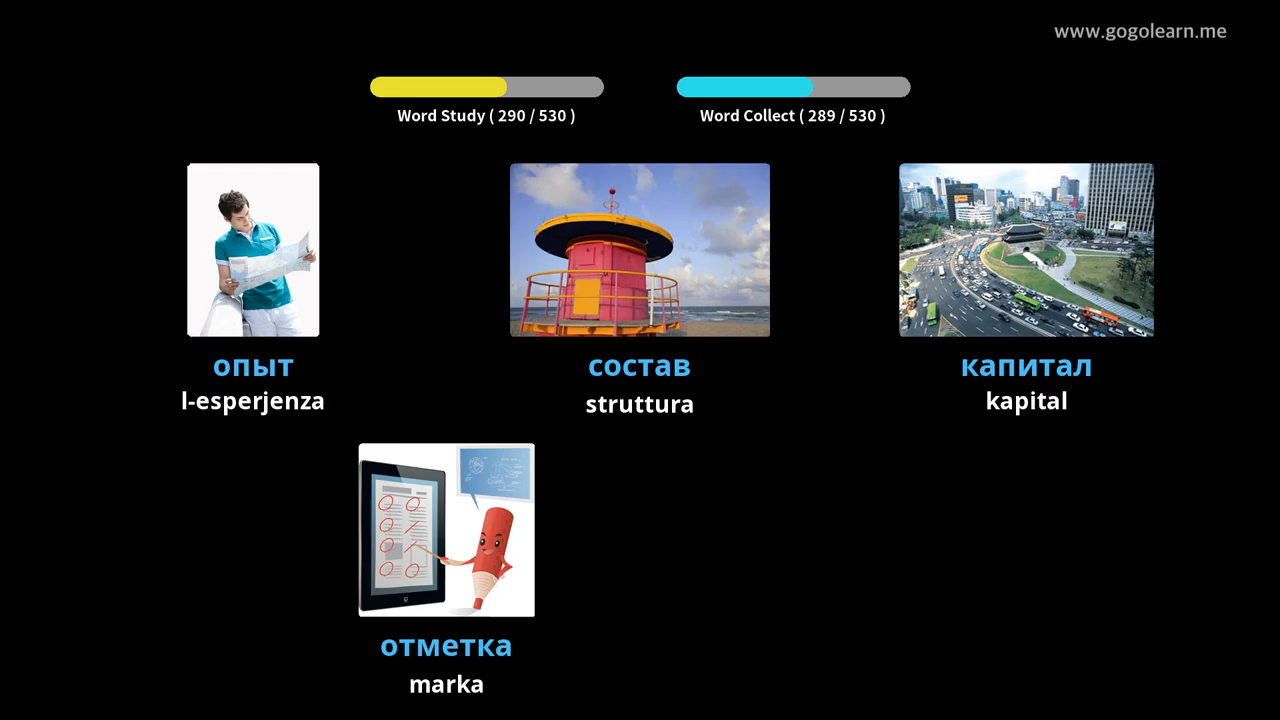 www.gogolearn.me
Word Study ( 290 / 530 )
Word Collect ( 289 / 530 )
опыт
l-esperjenza
состав
struttura
капитал
kapital
отметка
marka